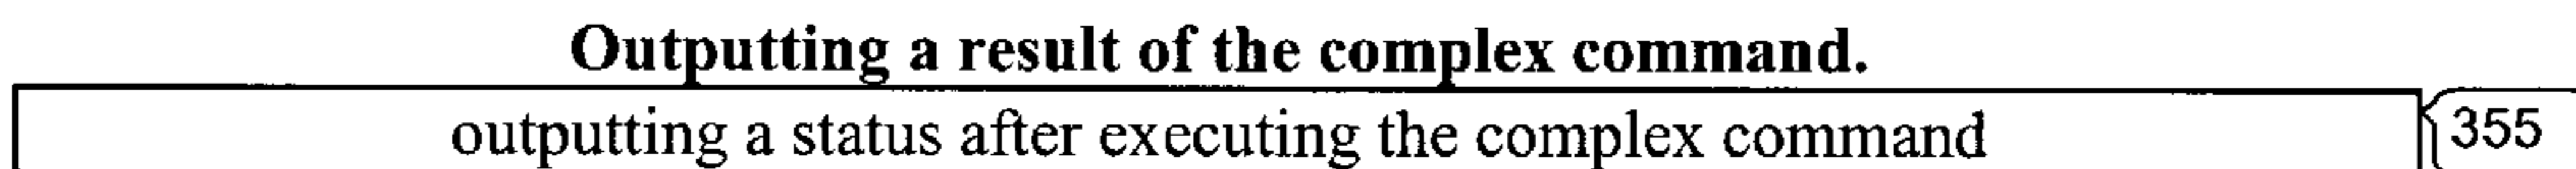 Outputting a result of the complex command.
outputting a status after executing the complex command
355